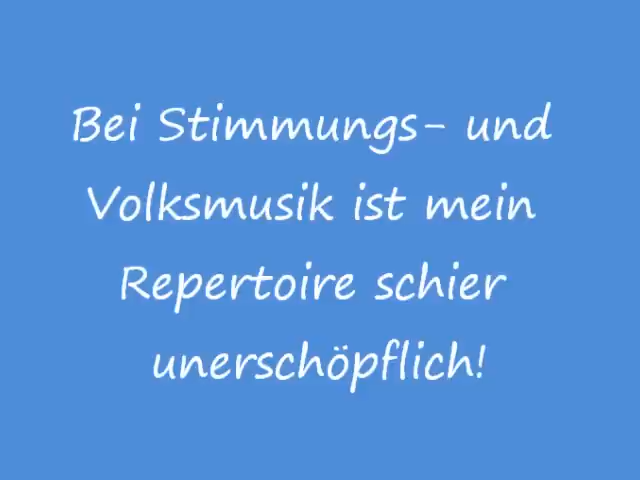 Bei Stimmungs- und
Volksmusik ist mein
Repertoire schier
unerschöpflich!